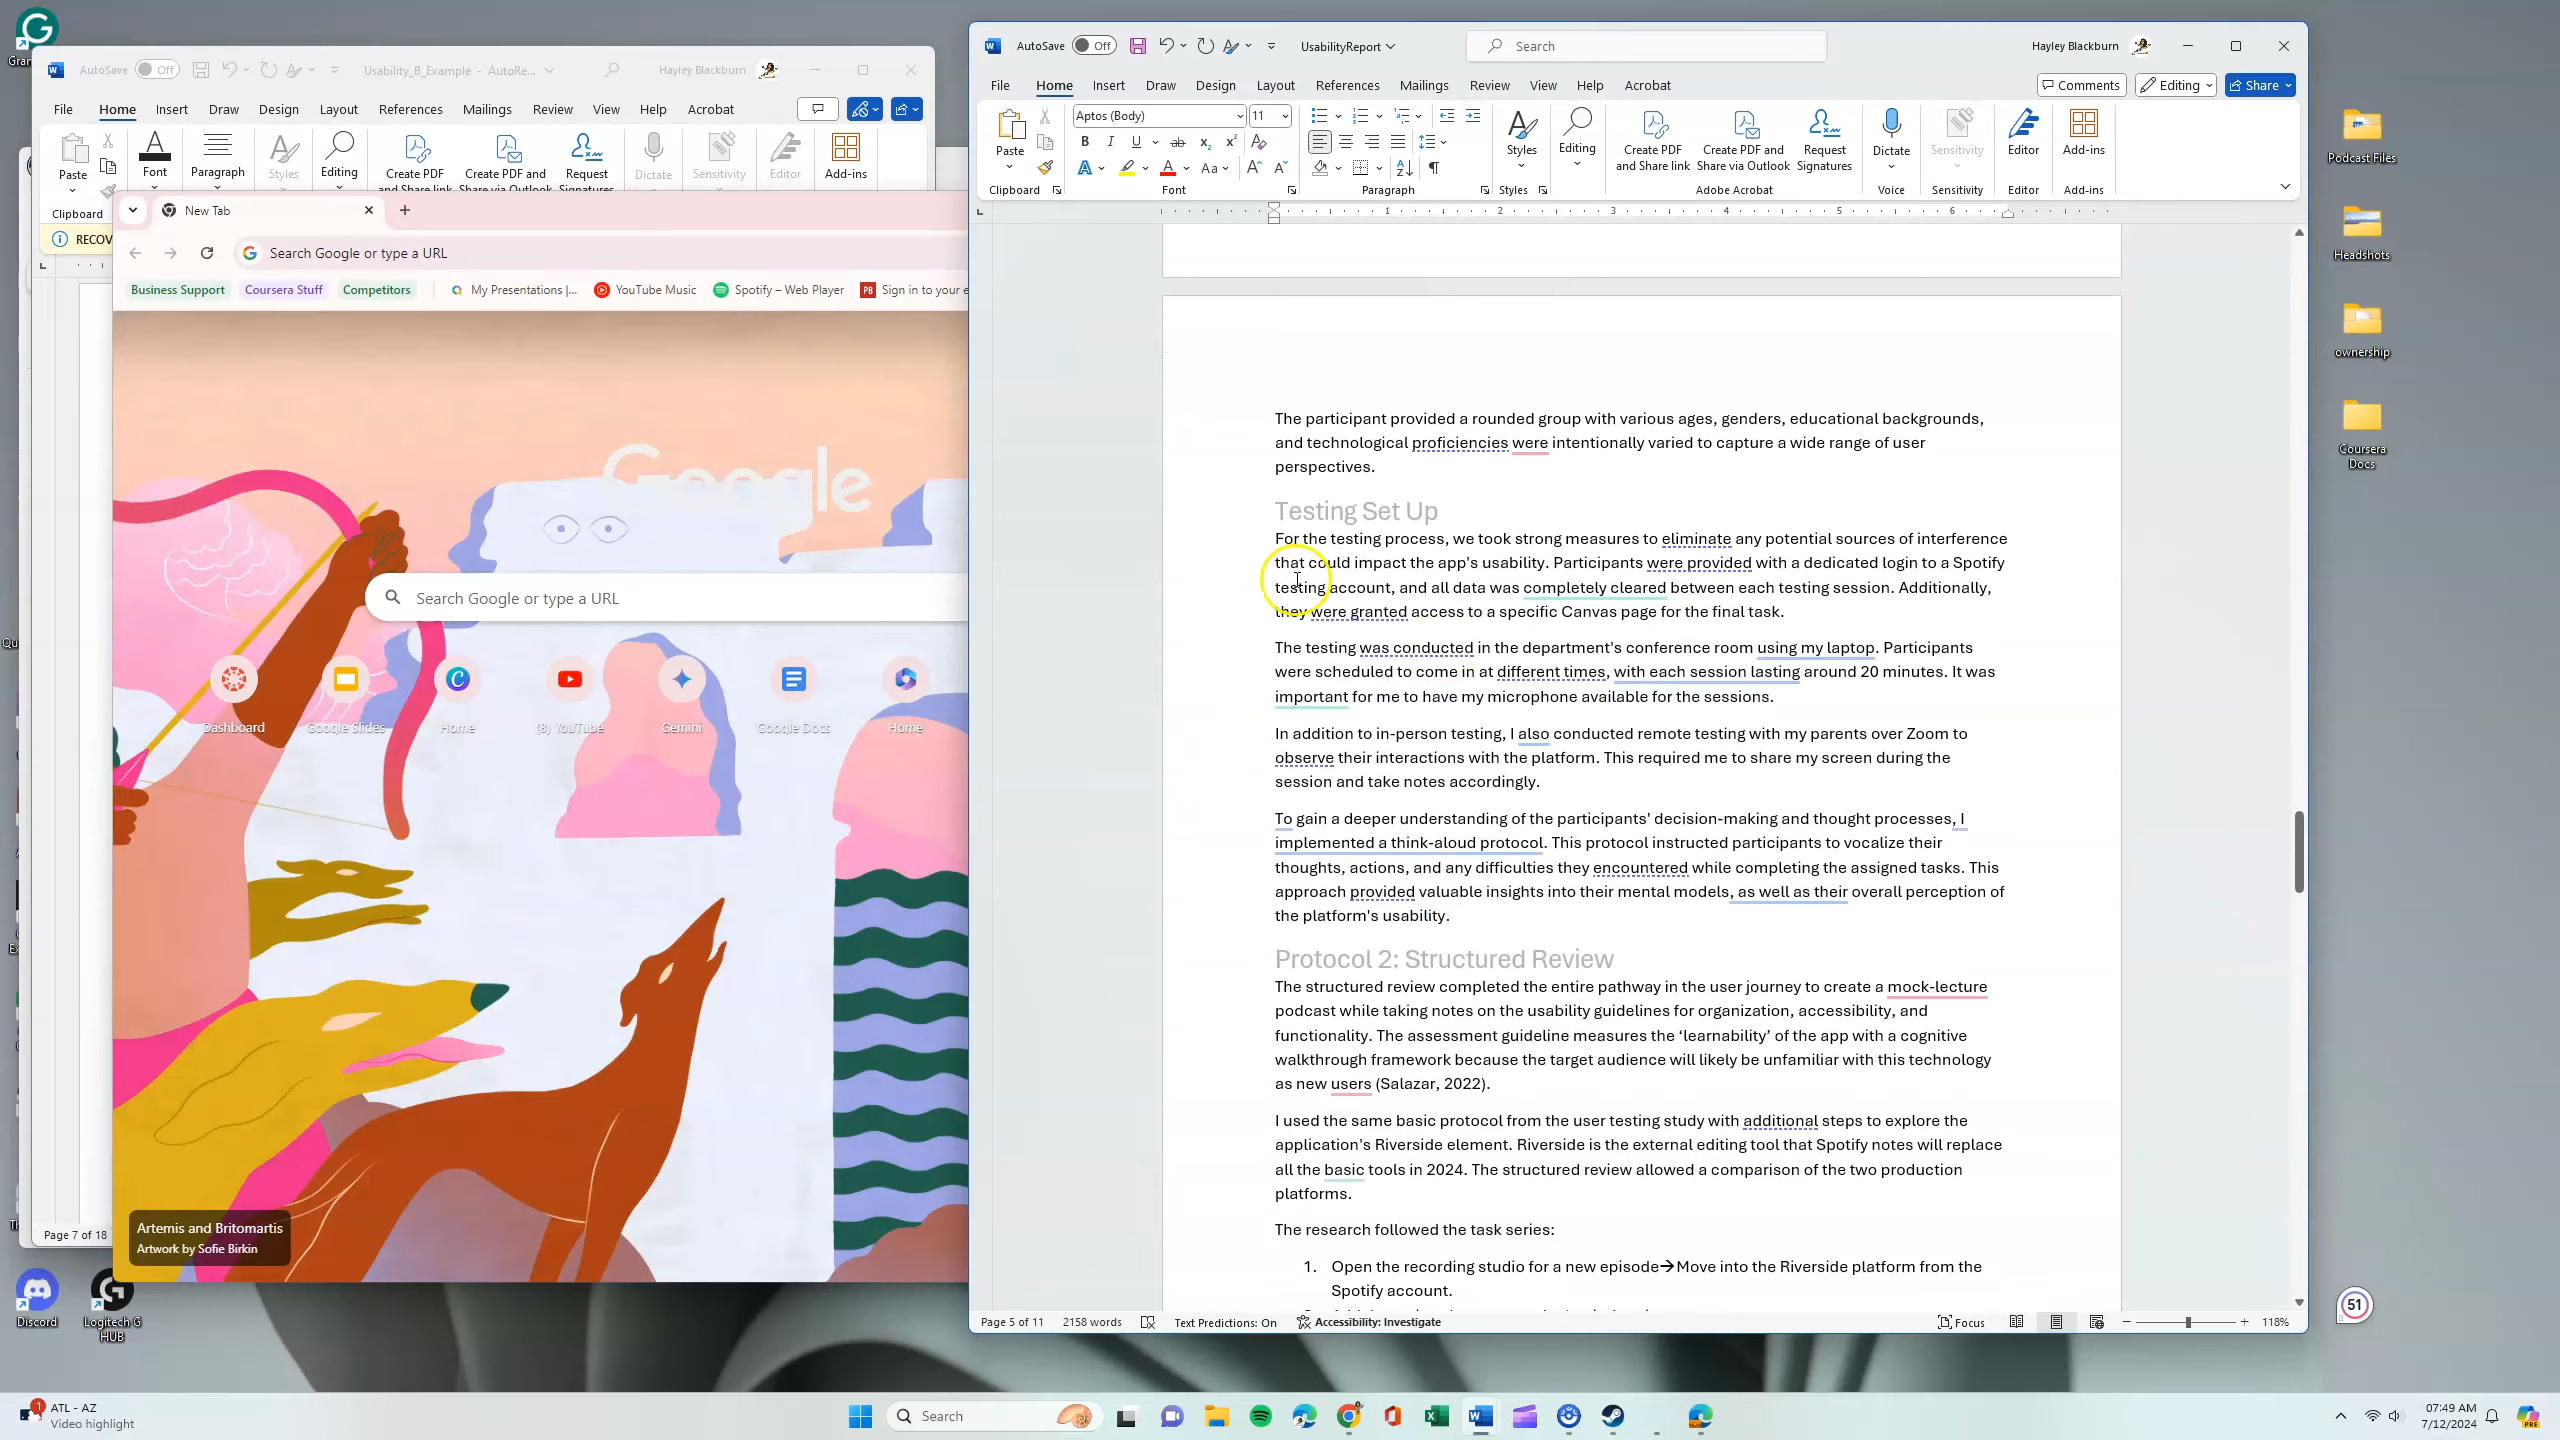 Usability_B_Example - AutoRe...
AutoSave Off
Hayley Blackburn
File Home Insert Draw Design Layout References Mailings Review View Help Acrobat
Paste
Font
Paragraph
Styles
Editing
Create PDF
and Share link
Create PDF and
Share via Outlook
Request
Signatures
Dictate
Sensitivity
Editor
Add-ins
Clipboard
RECOV
New Tab
Search Google or type a URL
Business Support Coursera Stuff Competitors My Presentations |... YouTube Music Spotify – Web Player Sign in to your e
Google
Search Google or type a URL
Dashboard Google Slides Home (8) YouTube Gemini Google Docs Home
Artemis and Britomartis
Artwork by Sofie Birkin
Page 7 of 18
Discord
Logitech G
HUB
AutoSave Off
UsabilityReport
Search
Hayley Blackburn
File Home Insert Draw Design Layout References Mailings Review View Help Acrobat
Comments Editing Share
Paste
Aptos (Body) 11
Styles
Editing
Create PDF
and Share link
Create PDF and
Share via Outlook
Request
Signatures
Dictate
Sensitivity
Editor
Add-ins
Clipboard Font Paragraph Styles Adobe Acrobat Voice Sensitivity Editor Add-ins
1 2 3 4 5 6
The participant provided a rounded group with various ages, genders, educational backgrounds,
and technological proficiencies were intentionally varied to capture a wide range of user
perspectives.
Testing Set Up
For the testing process, we took strong measures to eliminate any potential sources of interference
that could impact the app's usability. Participants were provided with a dedicated login to a Spotify
testing account, and all data was completely cleared between each testing session. Additionally,
they were granted access to a specific Canvas page for the final task.
The testing was conducted in the department's conference room using my laptop. Participants
were scheduled to come in at different times, with each session lasting around 20 minutes. It was
important for me to have my microphone available for the sessions.
In addition to in-person testing, I also conducted remote testing with my parents over Zoom to
observe their interactions with the platform. This required me to share my screen during the
session and take notes accordingly.
To gain a deeper understanding of the participants' decision-making and thought processes, I
implemented a think-aloud protocol. This protocol instructed participants to vocalize their
thoughts, actions, and any difficulties they encountered while completing the assigned tasks. This
approach provided valuable insights into their mental models, as well as their overall perception of
the platform's usability.
Protocol 2: Structured Review
The structured review completed the entire pathway in the user journey to create a mock-lecture
podcast while taking notes on the usability guidelines for organization, accessibility, and
functionality. The assessment guideline measures the ‘learnability’ of the app with a cognitive
walkthrough framework because the target audience will likely be unfamiliar with this technology
as new users (Salazar, 2022).
I used the same basic protocol from the user testing study with additional steps to explore the
application's Riverside element. Riverside is the external editing tool that Spotify notes will replace
all the basic tools in 2024. The structured review allowed a comparison of the two production
platforms.
The research followed the task series:
1. Open the recording studio for a new episode→Move into the Riverside platform from the
Spotify account.
Page 5 of 11 2158 words Text Predictions: On Accessibility: Investigate Focus 118%
Podcast Files
Headshots
ownership
Coursera
Docs
51
ATL - AZ
Video highlight
Search
07:49 AM
7/12/2024